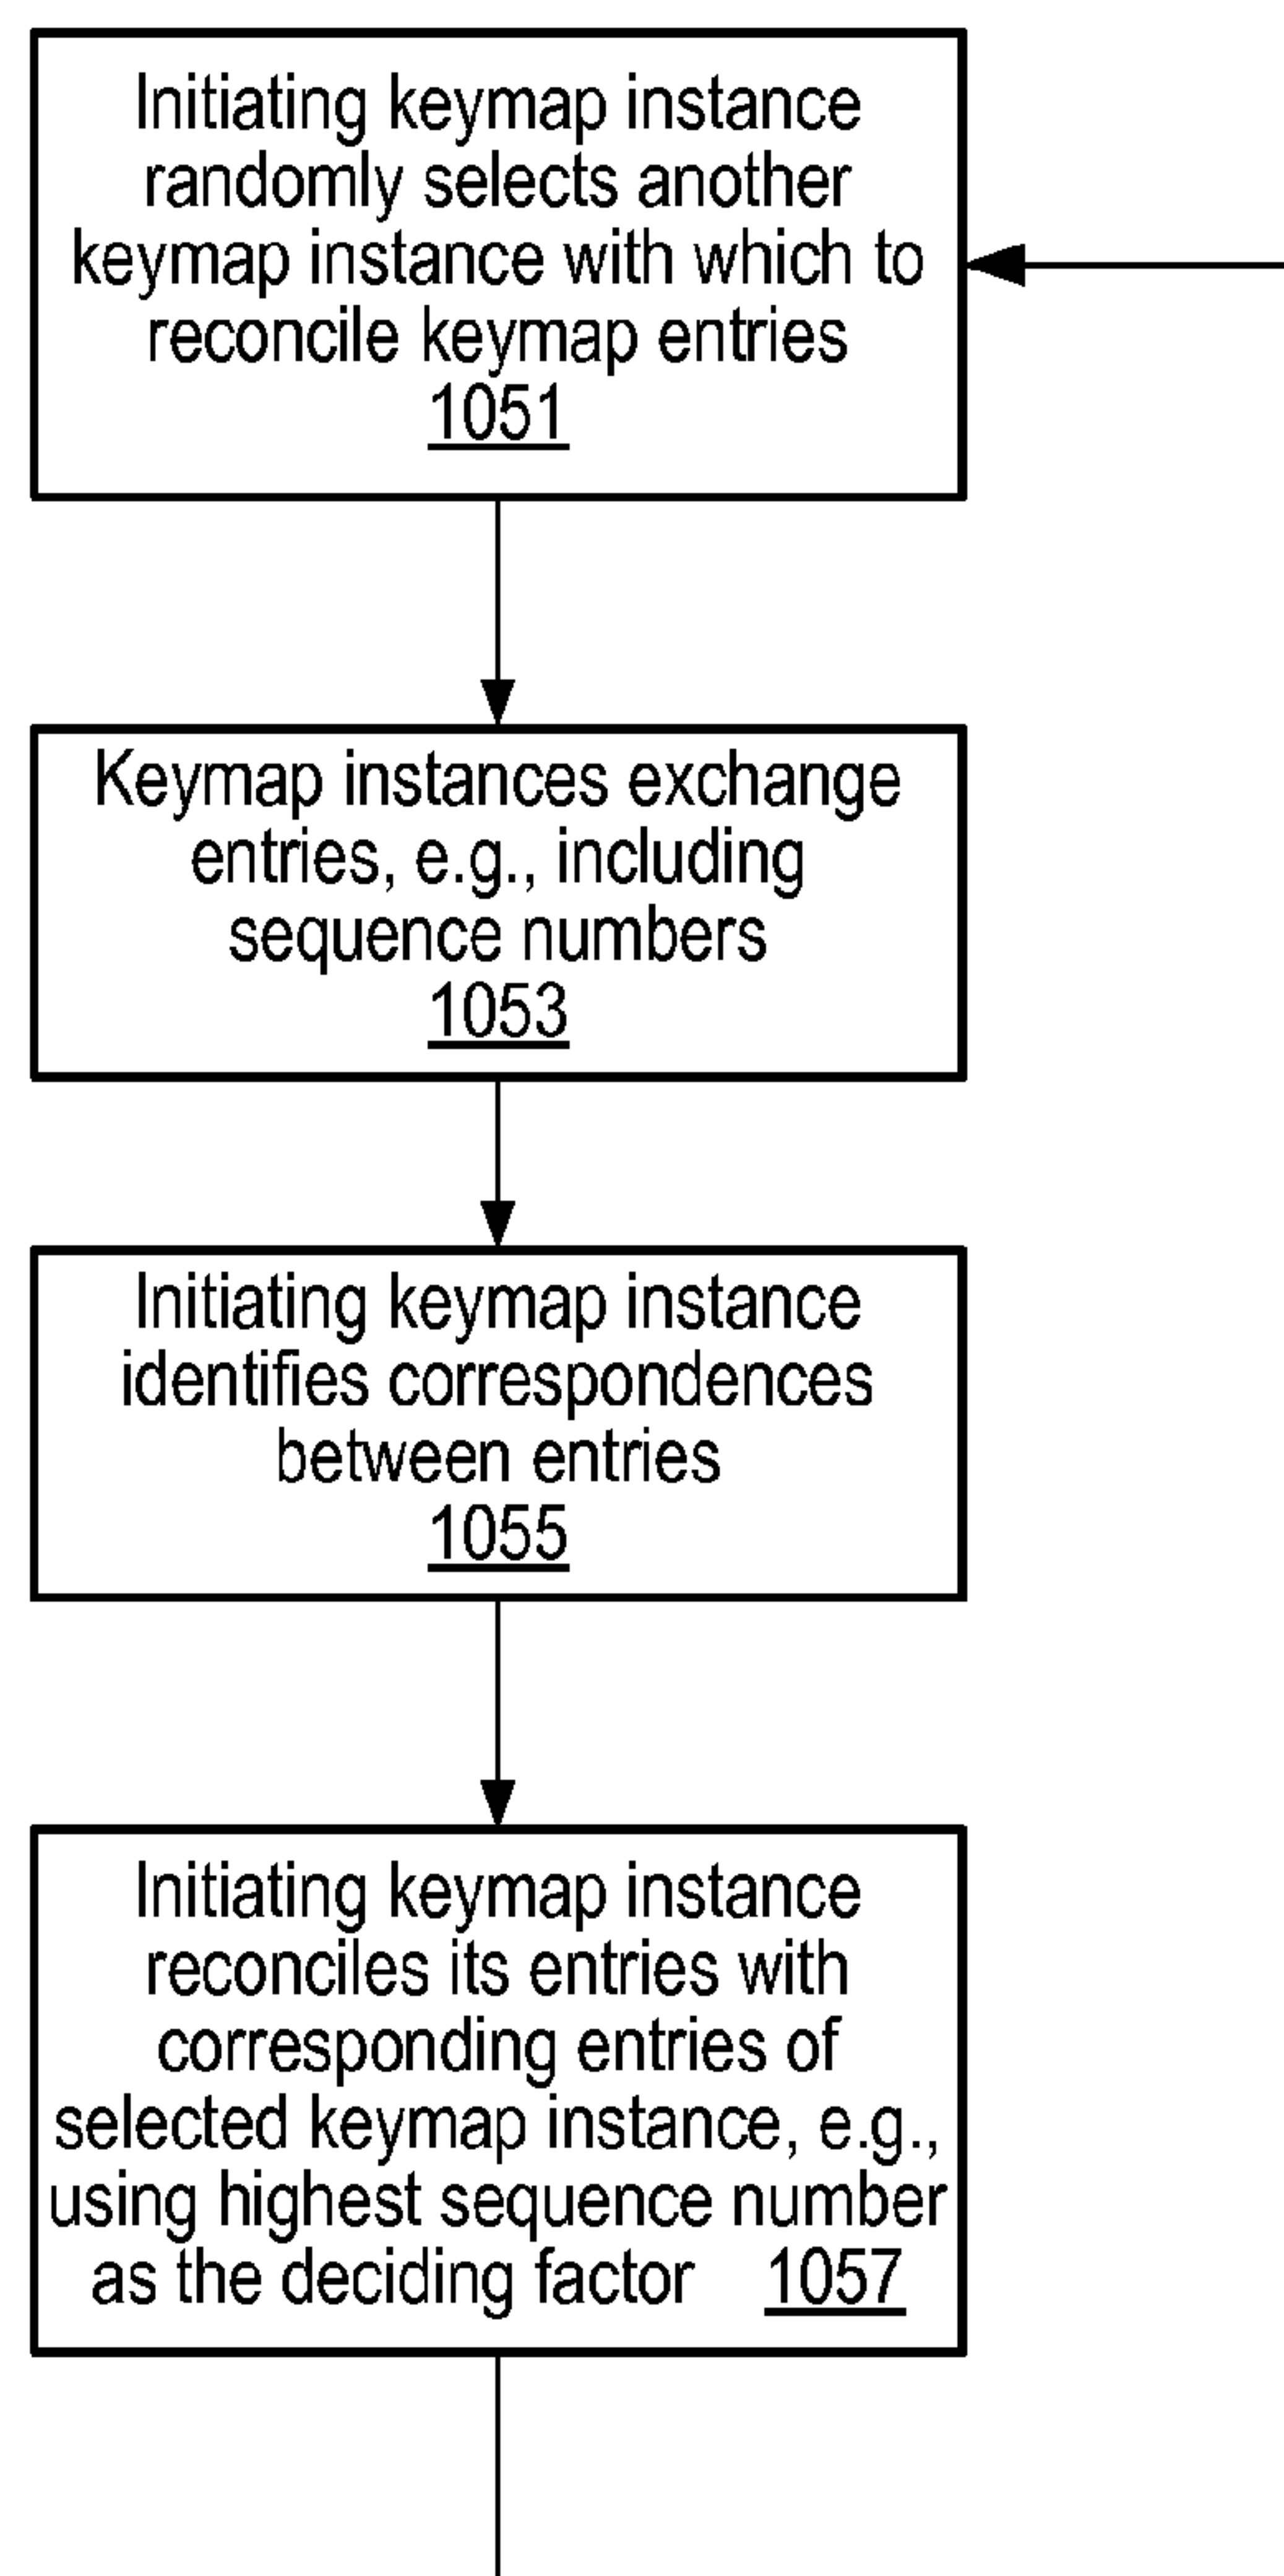 Initiating keymap instance
randomly selects another
keymap instance with which to
reconcile keymap entries
1051
Keymap instances exchange
entries, e.g., including
sequence numbers
1053
Initiating keymap instance
identifies correspondences
between entries
1055
Initiating keymap instance
reconciles its entries with
corresponding entries of
selected keymap instance, e.g.,
using highest sequence number
as the deciding factor 1057